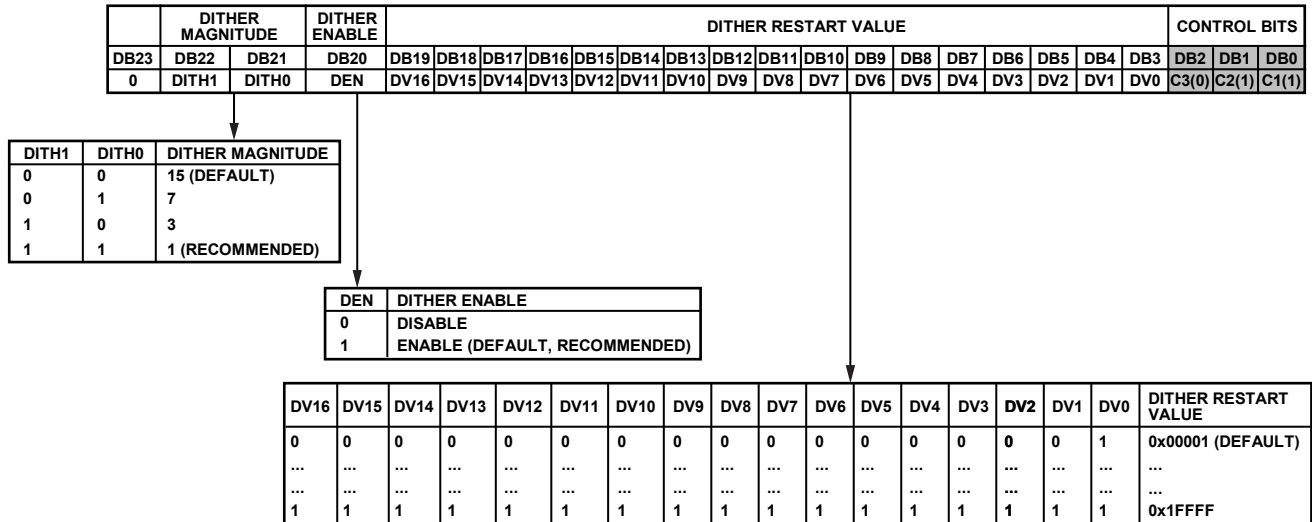 DITHER MAGNITUDE DITHER ENABLE DITHER RESTART VALUE CONTROL BITS
DB23 DB22 DB21 DB20 DB19 DB18 DB17 DB16 DB15 DB14 DB13 DB12 DB11 DB10 DB9 DB8 DB7 DB6 DB5 DB4 DB3 DB2 DB1 DB0
0 DITH1 DITH0 DEN DV16 DV15 DV14 DV13 DV12 DV11 DV10 DV9 DV8 DV7 DV6 DV5 DV4 DV3 DV2 DV1 DV0 C3(0) C2(1) C1(1)
DITH1 DITH0 DITHER MAGNITUDE
0 0 15 (DEFAULT)
0 1 7
1 0 3
1 1 1 (RECOMMENDED)
DEN DITHER ENABLE
0 DISABLE
1 ENABLE (DEFAULT, RECOMMENDED)
DV16 DV15 DV14 DV13 DV12 DV11 DV10 DV9 DV8 DV7 DV6 DV5 DV4 DV3 DV2 DV1 DV0 DITHER RESTART VALUE
0 0 0 0 0 0 0 0 0 0 0 0 0 0 0 0 1 0x00001 (DEFAULT)
... ... ... ... ... ... ... ... ... ... ... ... ... ... ... ... ... ...
... ... ... ... ... ... ... ... ... ... ... ... ... ... ... ... ... ...
1 1 1 1 1 1 1 1 1 1 1 1 1 1 1 1 1 0x1FFFF